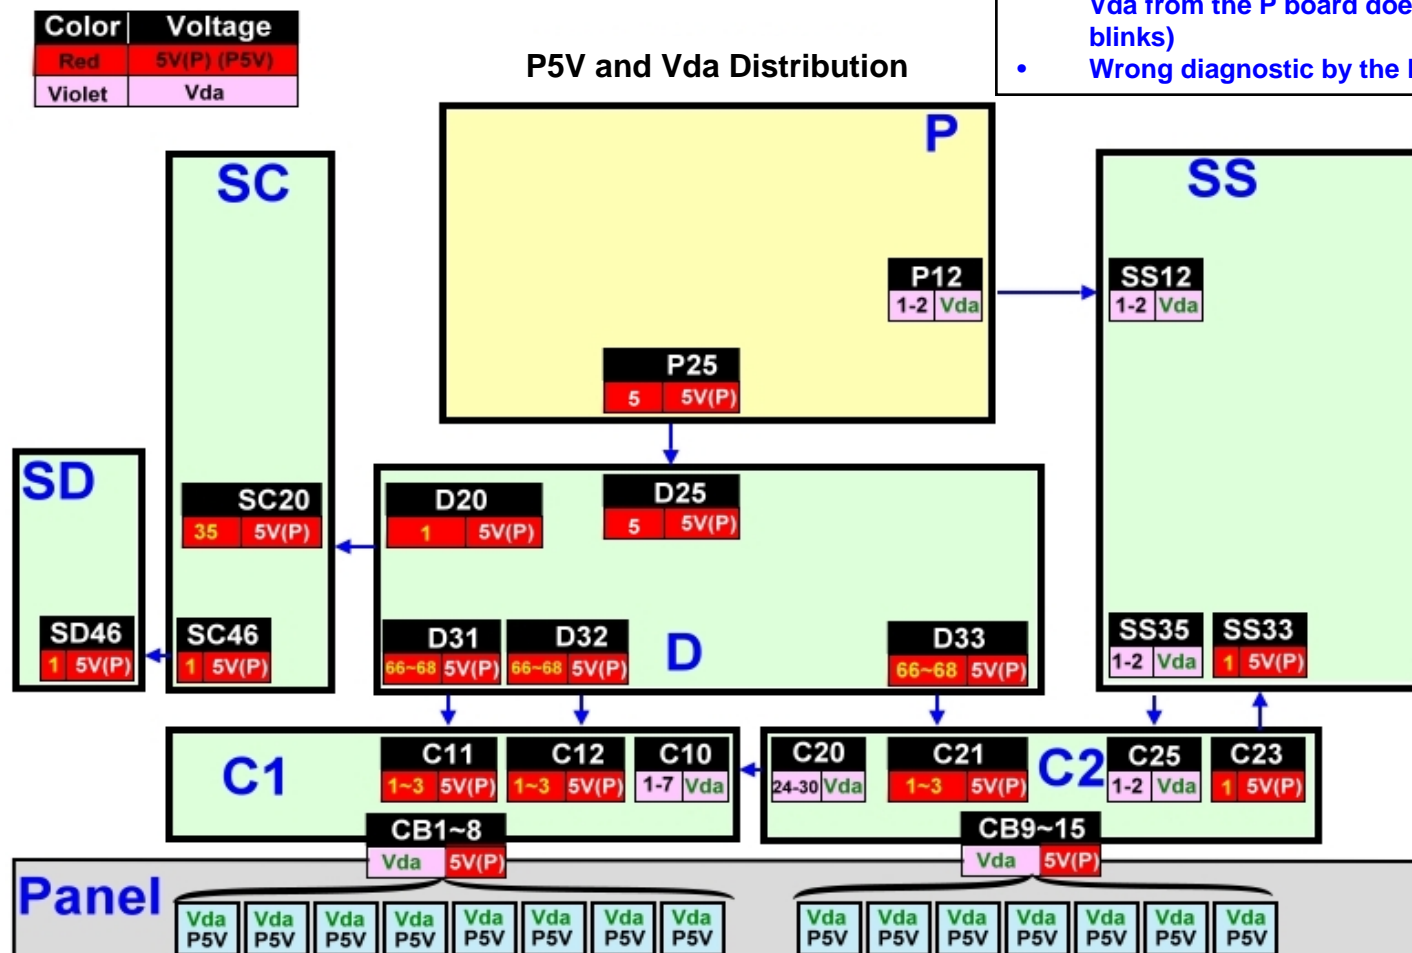 Vda from the P board doe
blinks)
• Wrong diagnostic by the
Color Voltage
Red 5V(P) (P5V)
Violet Vda
P5V and Vda Distribution
P
SC
SS
P12
1-2 Vda
SS12
1-2 Vda
P25
5 5V(P)
SD
SC20
35 5V(P)
D20
1 5V(P)
D25
5 5V(P)
SD46
1 5V(P)
SC46
1 5V(P)
D31
66~68 5V(P)
D32
66~68 5V(P)
D
D33
66~68 5V(P)
SS35
1-2 Vda
SS33
1 5V(P)
C1
C11
1~3 5V(P)
C12
1~3 5V(P)
C10
1-7 Vda
C20
24-30 Vda
C21
1~3 5V(P)
C2
C25
1-2 Vda
C23
1 5V(P)
CB1~8
Vda 5V(P)
CB9~15
Vda 5V(P)
Panel
Vda Vda Vda Vda Vda Vda Vda Vda Vda Vda Vda Vda Vda Vda Vda
P5V P5V P5V P5V P5V P5V P5V P5V P5V P5V P5V P5V P5V P5V P5V